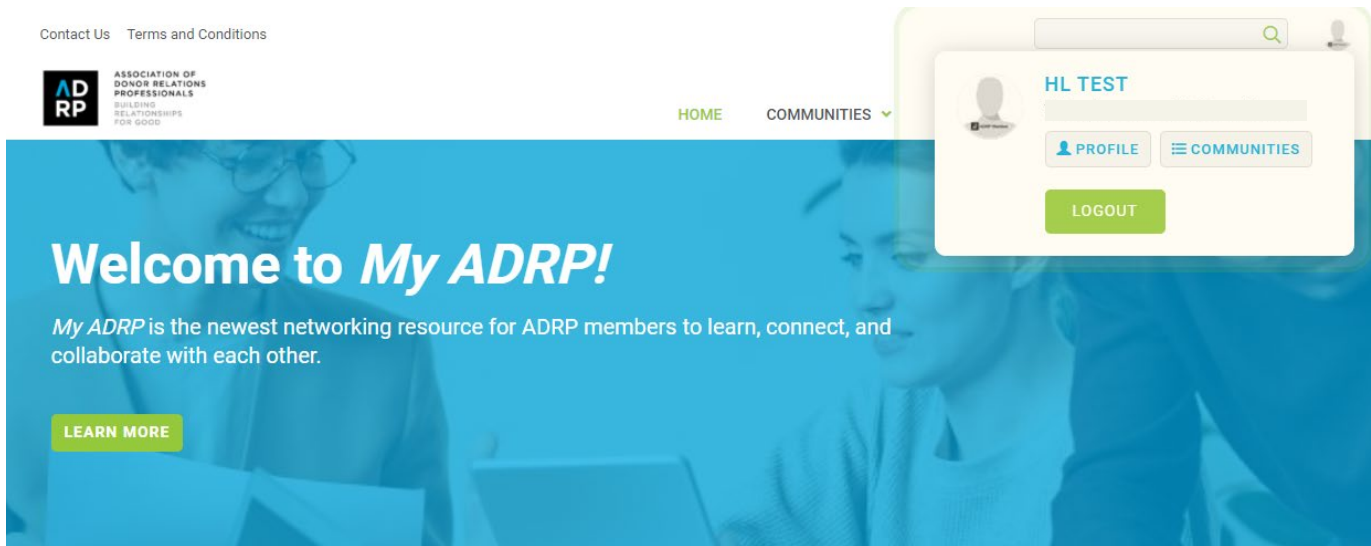 Contact Us Terms and Conditions
ADRP
ASSOCIATION OF
DONOR RELATIONS
PROFESSIONALS
BUILDING
RELATIONSHIPS
FOR GOOD
HOME COMMUNITIES
HL TEST
PROFILE COMMUNITIES
LOGOUT
Welcome to My ADRP!
My ADRP is the newest networking resource for ADRP members to learn, connect, and
collaborate with each other.
LEARN MORE